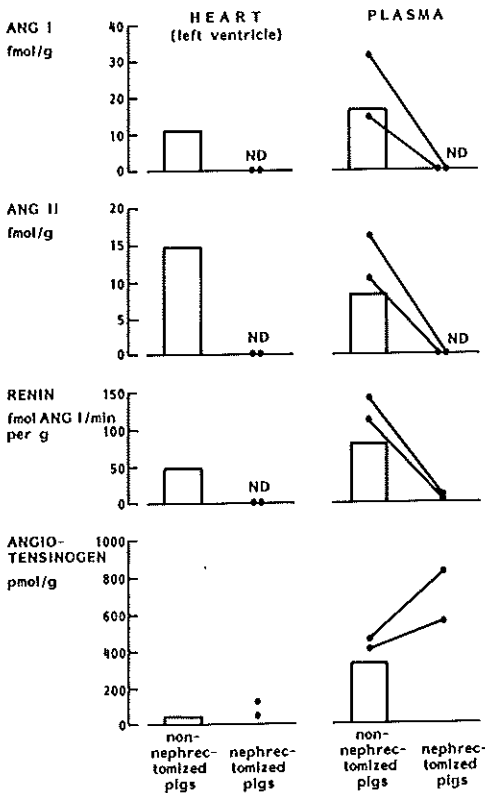 HEART
(left ventricle)
PLASMA
ANG I
fmol/g
40
30
20
10
0
ND
ND
ANG II
fmol/g
20
15
10
5
0
ND
ND
RENIN
fmol ANG I/min
per g
150
100
50
0
ND
ANGIO-
TENSINOGEN
pmol/g
1000
800
600
400
200
0
non-
nephrec-
tomized
pigs
nephrec-
tomized
pigs
non-
nephrec-
tomized
pigs
nephrec-
tomized
pigs